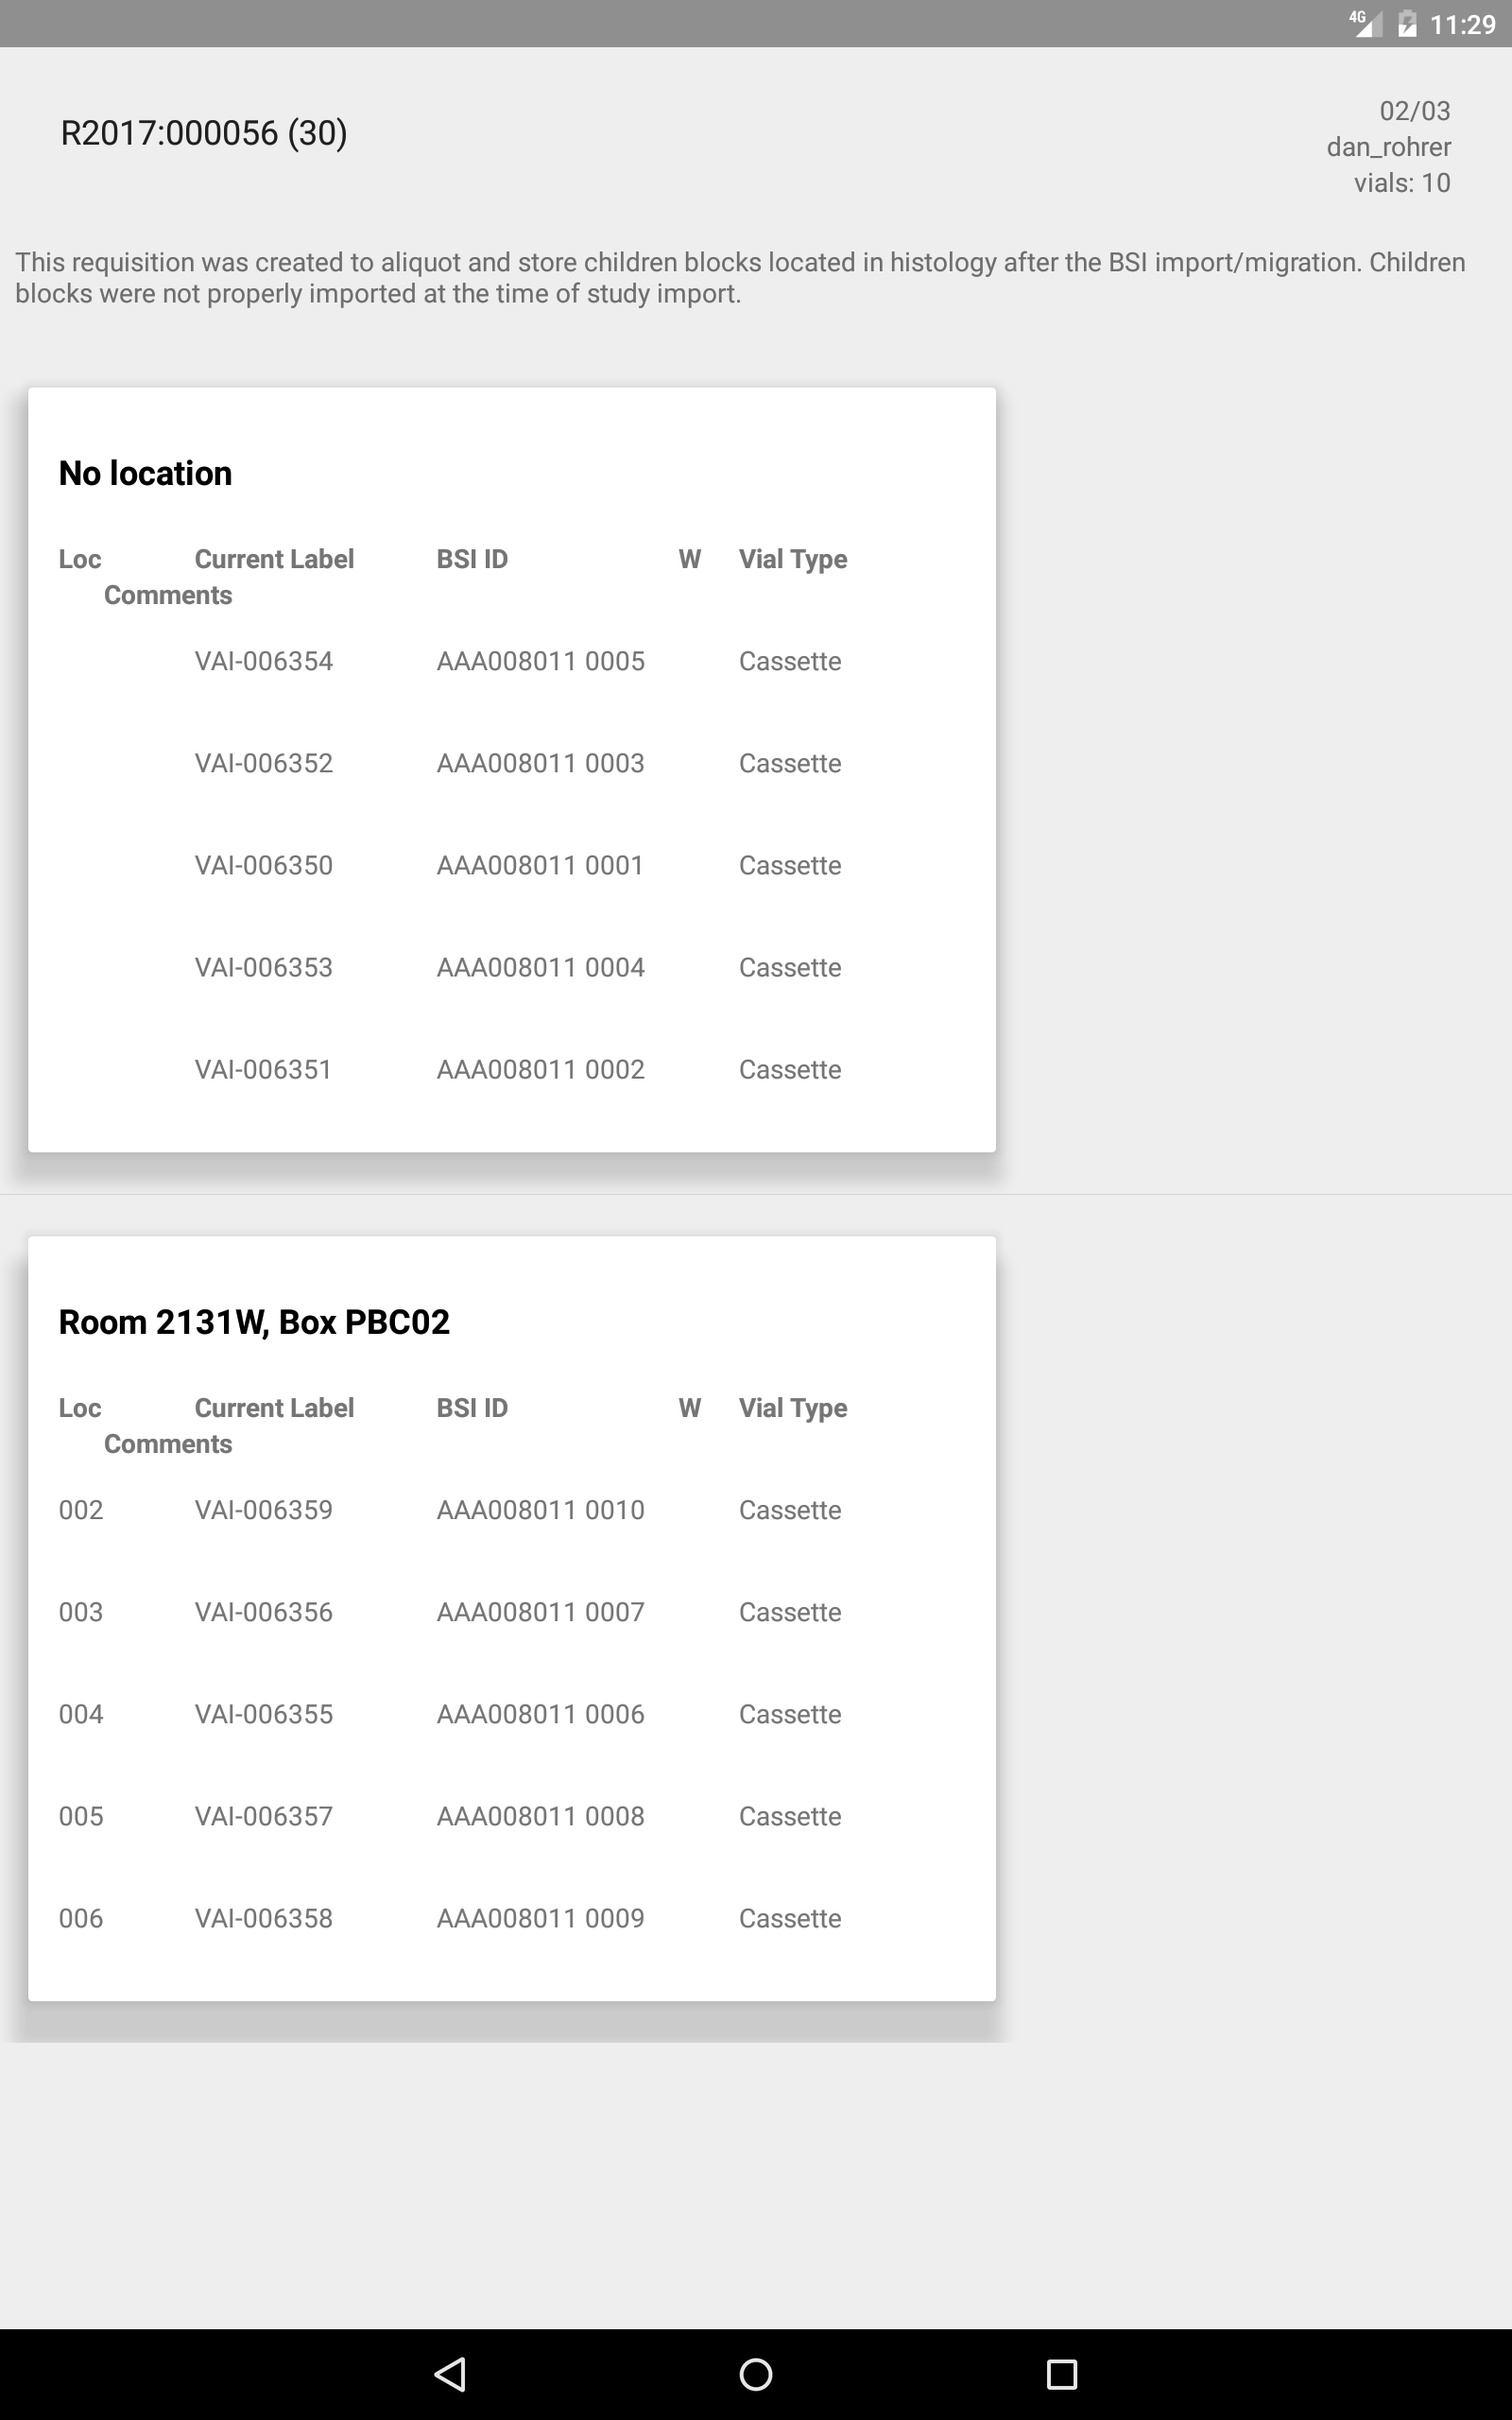 4G 11:29
R2017:000056 (30)
02/03
dan_rohrer
vials: 10
This requisition was created to aliquot and store children blocks located in histology after the BSI import/migration. Children
blocks were not properly imported at the time of study import.
No location
Loc Current Label BSI ID W Vial Type
Comments
VAI-006354 AAA008011 0005 Cassette
VAI-006352 AAA008011 0003 Cassette
VAI-006350 AAA008011 0001 Cassette
VAI-006353 AAA008011 0004 Cassette
VAI-006351 AAA008011 0002 Cassette
Room 2131W, Box PBC02
Loc Current Label BSI ID W Vial Type
Comments
002 VAI-006359 AAA008011 0010 Cassette
003 VAI-006356 AAA008011 0007 Cassette
004 VAI-006355 AAA008011 0006 Cassette
005 VAI-006357 AAA008011 0008 Cassette
006 VAI-006358 AAA008011 0009 Cassette